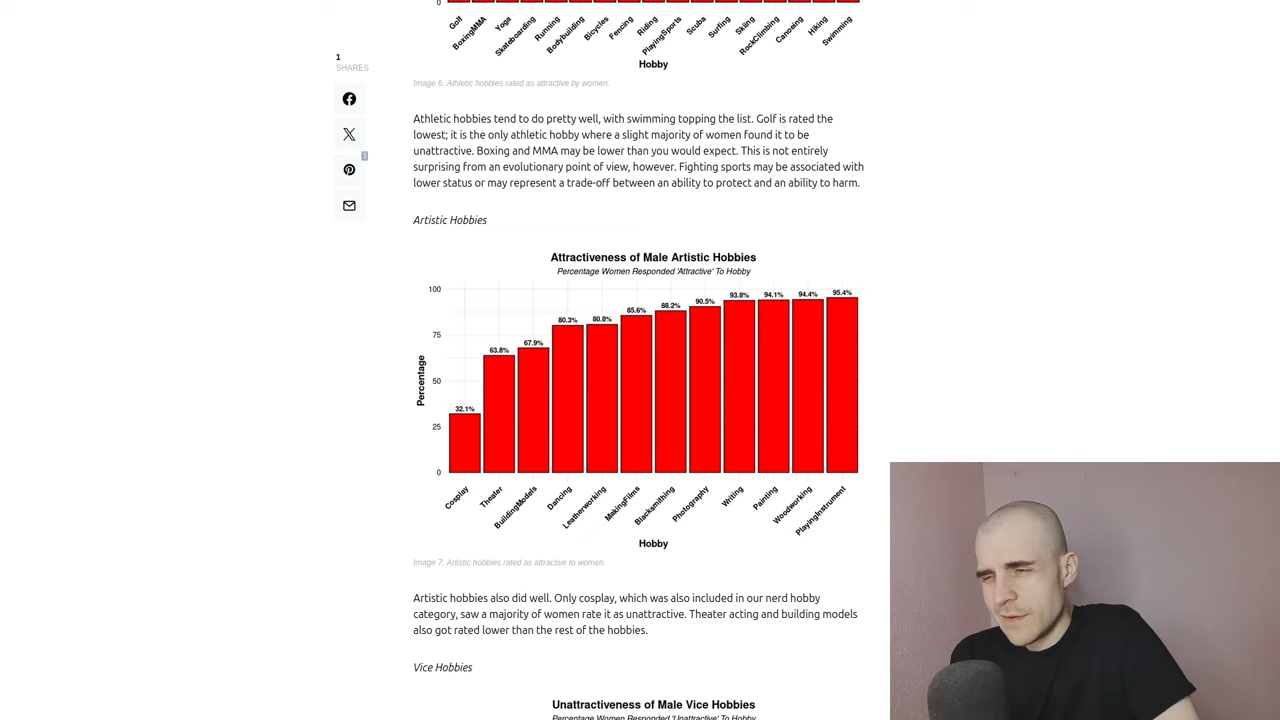 0
Golf
BoxingMMA
Yoga
Skateboarding
Running
Bodybuilding
Bicycles
Fencing
Riding
PlayingSports
Scuba
Surfing
Skiing
RockClimbing
Canoeing
Hiking
Swimming
Hobby
1
SHARES
Image 6. Athletic hobbies rated as attractive by women.
Athletic hobbies tend to do pretty well, with swimming topping the list. Golf is rated the
lowest; it is the only athletic hobby where a slight majority of women found it to be
unattractive. Boxing and MMA may be lower than you would expect. This is not entirely
surprising from an evolutionary point of view, however. Fighting sports may be associated with
lower status or may represent a trade-off between an ability to protect and an ability to harm.
1
Artistic Hobbies
Attractiveness of Male Artistic Hobbies
Percentage Women Responded 'Attractive' To Hobby
Percentage
100
75
50
25
0
32.1%
63.8%
67.9%
80.3%
80.8%
85.6%
88.2%
90.5%
93.8%
94.1%
94.4%
95.4%
Cosplay
Theater
BuildingModels
Dancing
Leatherworking
MakingFilms
Blacksmithing
Photography
Writing
Painting
Woodworking
PlayingInstrument
Hobby
Image 7. Artistic hobbies rated as attractive to women.
Artistic hobbies also did well. Only cosplay, which was also included in our nerd hobby
category, saw a majority of women rate it as unattractive. Theater acting and building models
also got rated lower than the rest of the hobbies.
Vice Hobbies
Unattractiveness of Male Vice Hobbies
Percentage Women Responded 'Unattractive' To Hobby